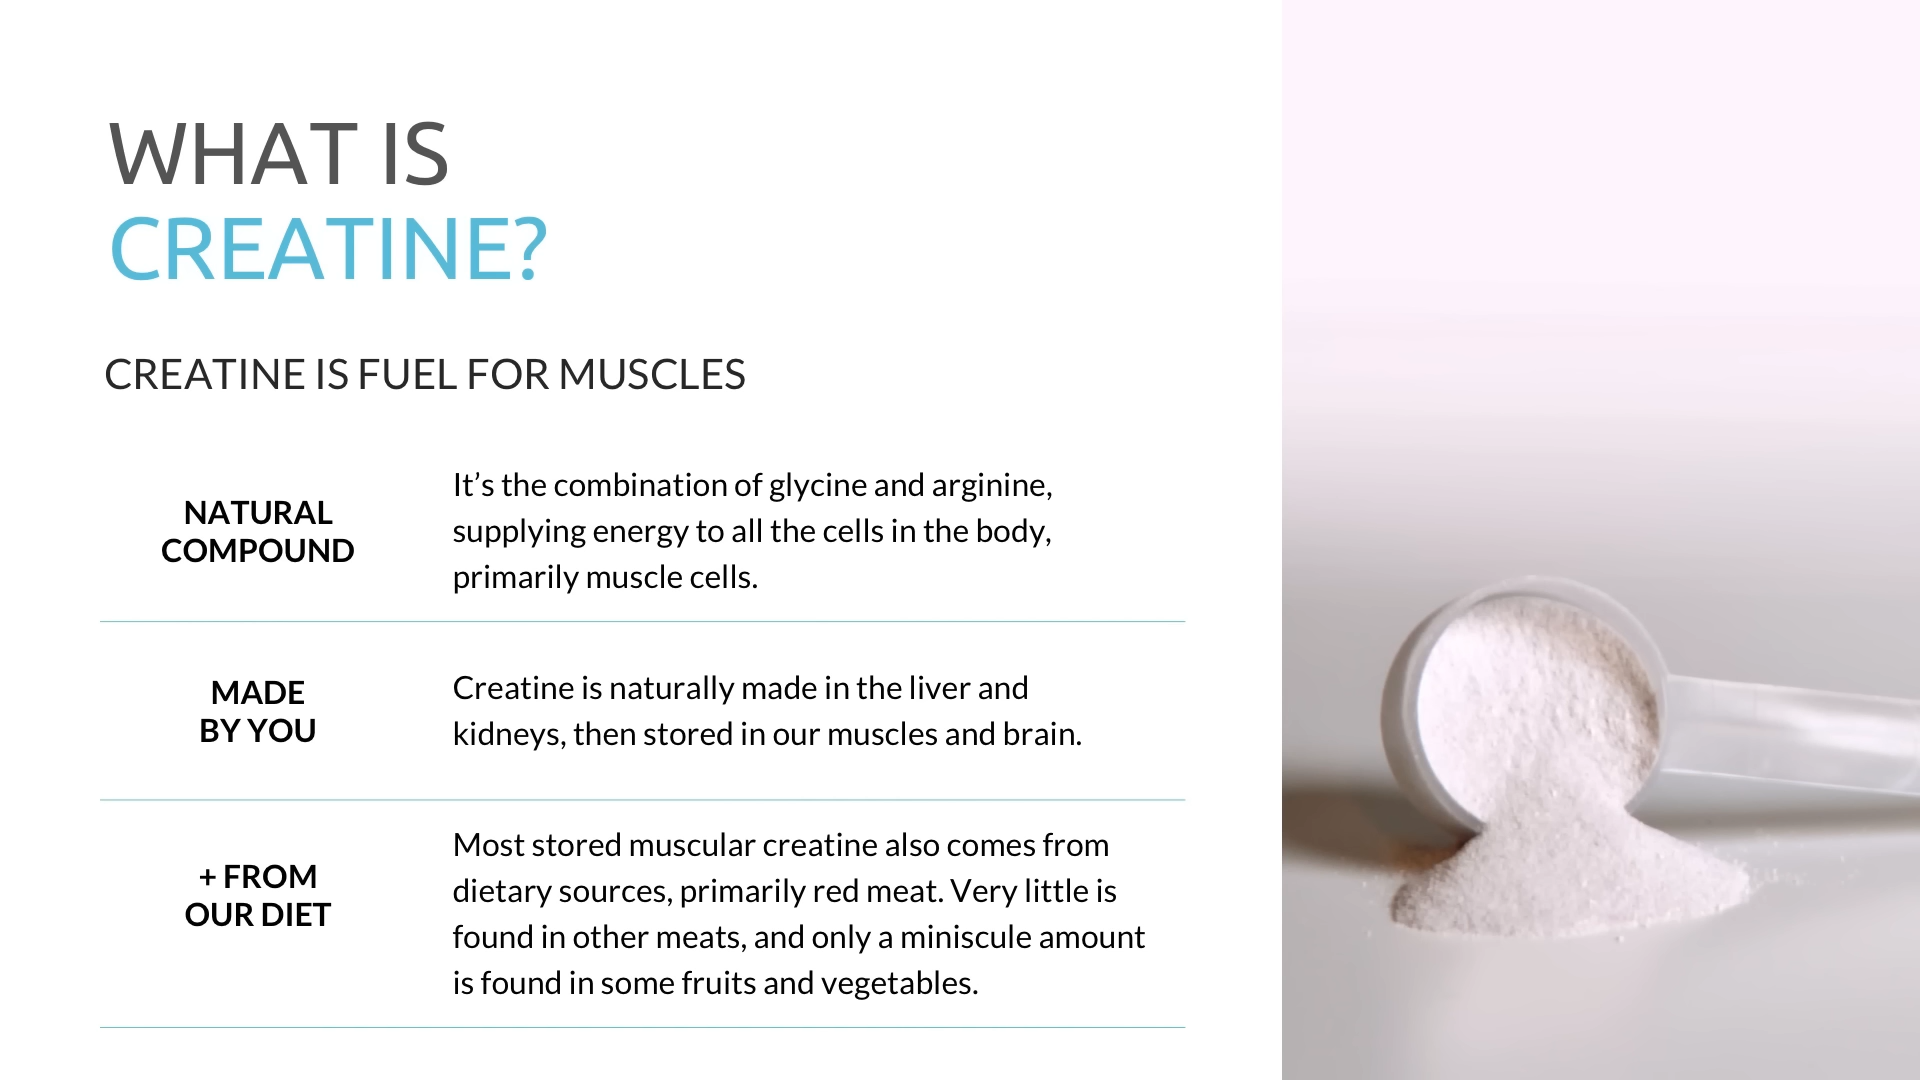 WHAT IS
CREATINE?
CREATINE IS FUEL FOR MUSCLES
NATURAL
COMPOUND
It’s the combination of glycine and arginine,
supplying energy to all the cells in the body,
primarily muscle cells.
MADE
BY YOU
Creatine is naturally made in the liver and
kidneys, then stored in our muscles and brain.
+ FROM
OUR DIET
Most stored muscular creatine also comes from
dietary sources, primarily red meat. Very little is
found in other meats, and only a miniscule amount
is found in some fruits and vegetables.